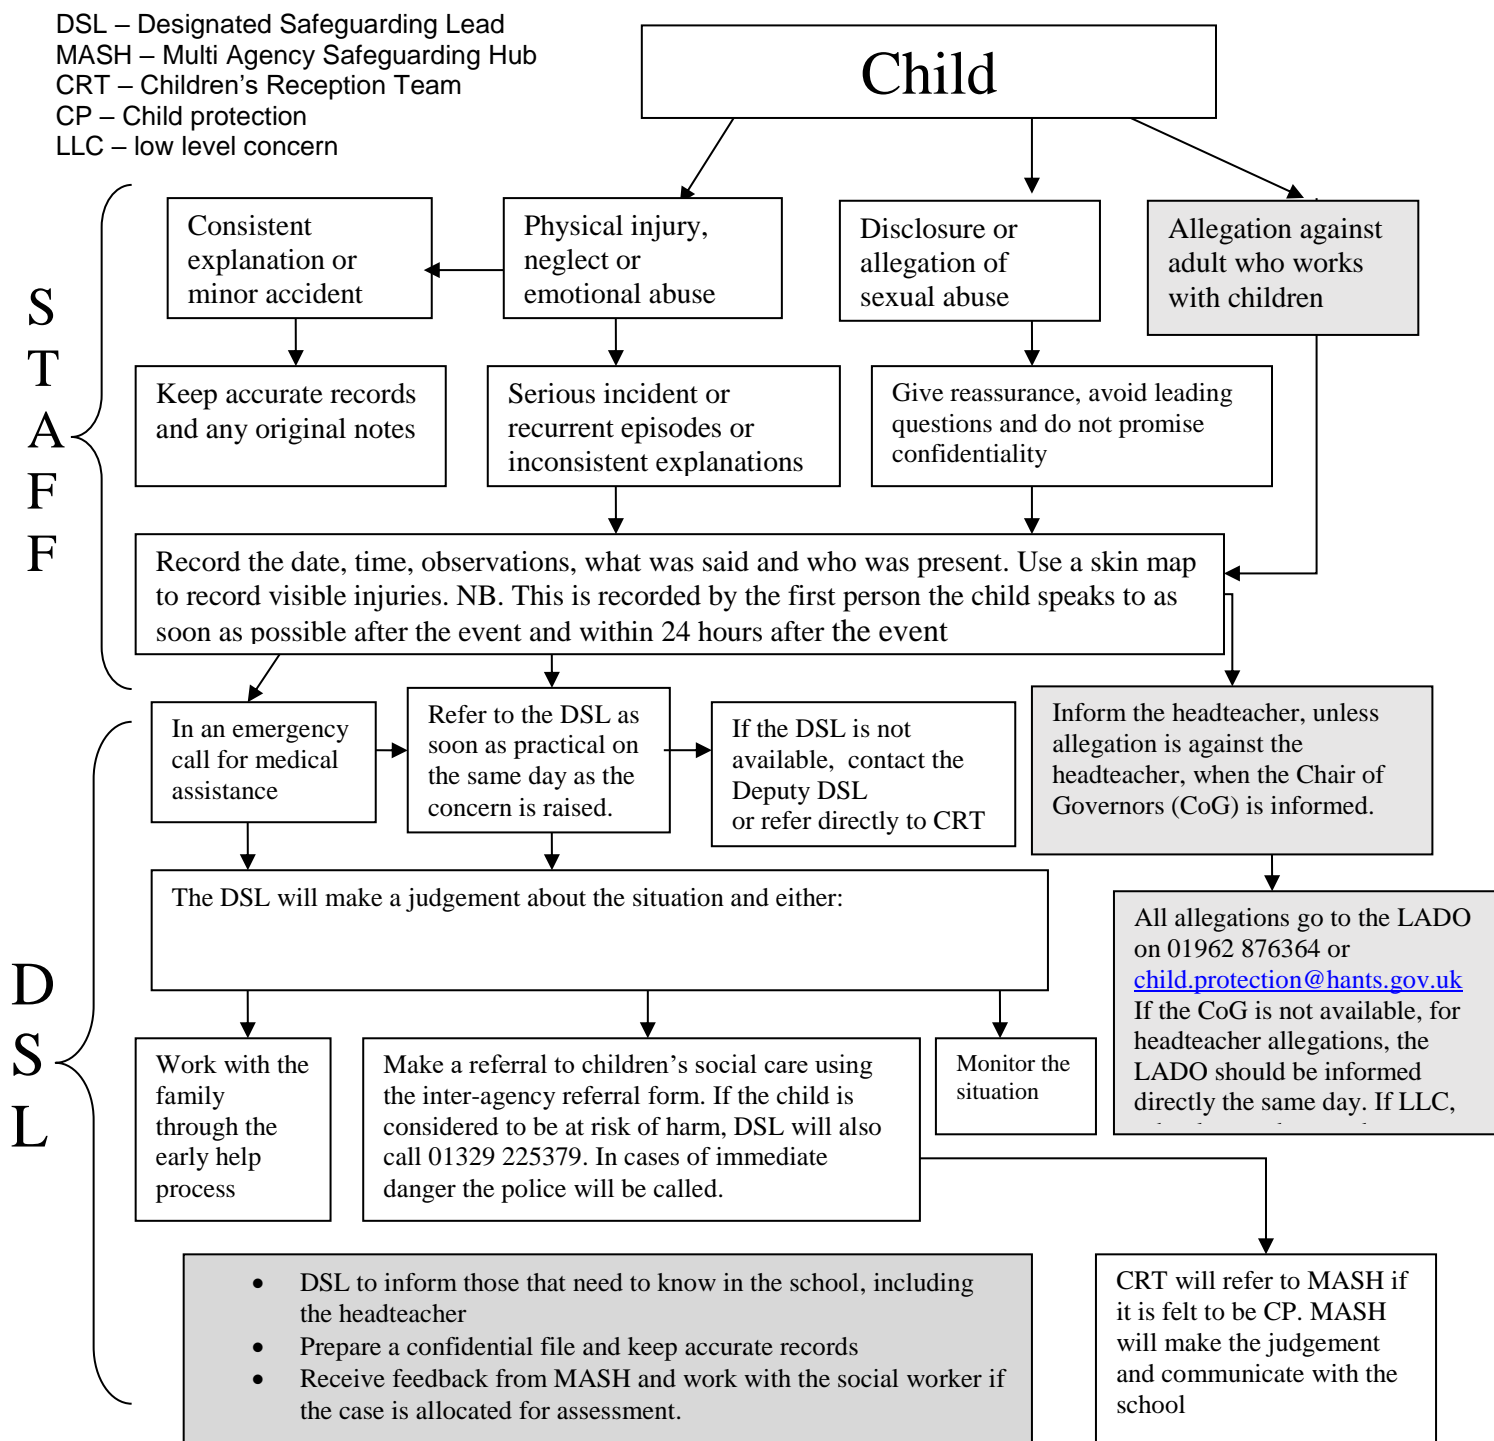 DSL – Designated Safeguarding Lead
MASH – Multi Agency Safeguarding Hub
CRT – Children's Reception Team
CP – Child protection
LLC – low level concern
Child
S
T
A
F
F
Consistent
explanation or
minor accident
Physical injury,
neglect or
emotional abuse
Disclosure or
allegation of
sexual abuse
Allegation against
adult who works
with children
Keep accurate records
and any original notes
Serious incident or
recurrent episodes or
inconsistent explanations
Give reassurance, avoid leading
questions and do not promise
confidentiality
Record the date, time, observations, what was said and who was present. Use a skin map
to record visible injuries. NB. This is recorded by the first person the child speaks to as
soon as possible after the event and within 24 hours after the event
D
S
L
In an emergency
call for medical
assistance
Refer to the DSL as
soon as practical on
the same day as the
concern is raised.
If the DSL is not
available, contact the
Deputy DSL
or refer directly to CRT
Inform the headteacher, unless
allegation is against the
headteacher, when the Chair of
Governors (CoG) is informed.
The DSL will make a judgement about the situation and either:
All allegations go to the LADO
on 01962 876364 or
child.protection@hants.gov.uk
If the CoG is not available, for
headteacher allegations, the
LADO should be informed
directly the same day. If LLC,
Work with the
family
through the
early help
process
Make a referral to children's social care using
the inter-agency referral form. If the child is
considered to be at risk of harm, DSL will also
call 01329 225379. In cases of immediate
danger the police will be called.
Monitor the
situation
• DSL to inform those that need to know in the school, including
the headteacher
• Prepare a confidential file and keep accurate records
• Receive feedback from MASH and work with the social worker if
the case is allocated for assessment.
CRT will refer to MASH if
it is felt to be CP. MASH
will make the judgement
and communicate with the
school